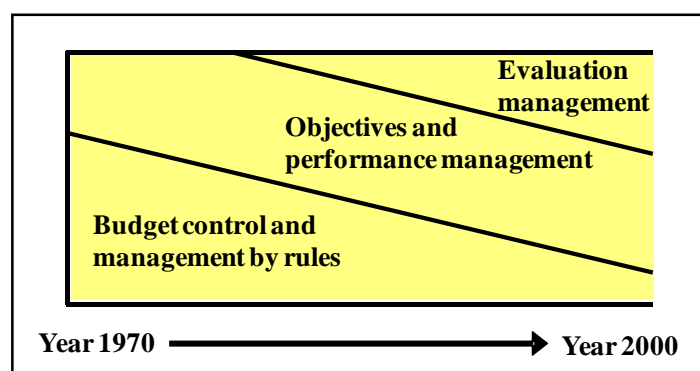 Evaluation
management
Objectives and
performance management
Budget control and
management by rules
Year 1970
Year 2000